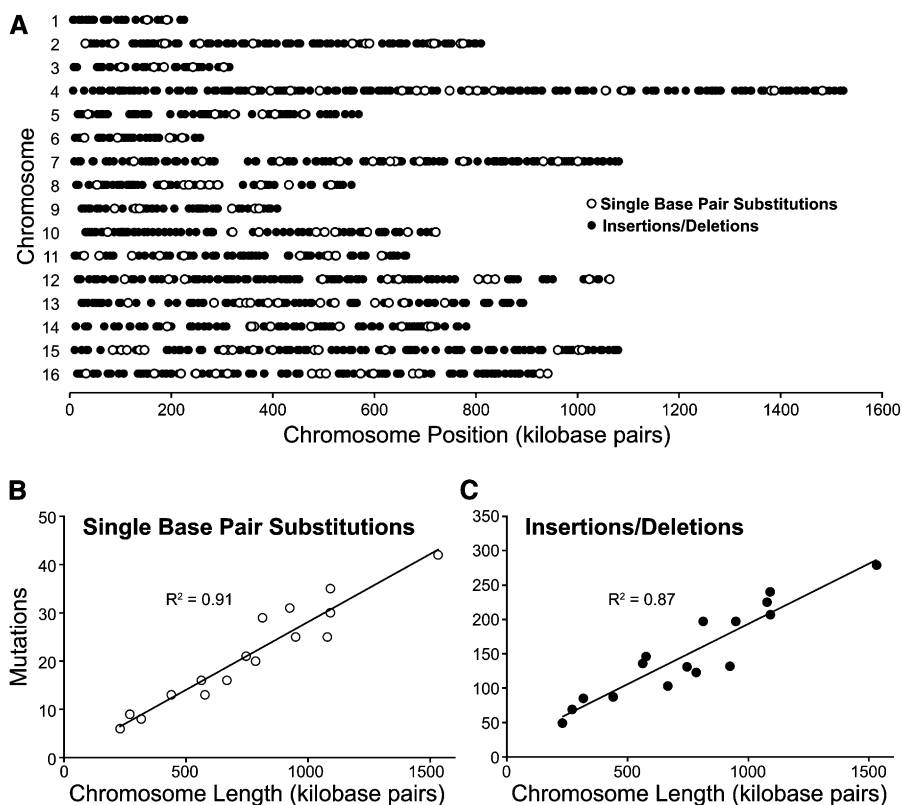 A
Chromosome
1
2
3
4
5
6
7
8
9
10
11
12
13
14
15
16
Single Base Pair Substitutions
Insertions/Deletions
0 200 400 600 800 1000 1200 1400 1600
Chromosome Position (kilobase pairs)
B
Single Base Pair Substitutions
R² = 0.91
Mutations
50
40
30
20
10
0
0 500 1000 1500
Chromosome Length (kilobase pairs)
C
Insertions/Deletions
R² = 0.87
350
300
250
200
150
100
50
0
0 500 1000 1500
Chromosome Length (kilobase pairs)